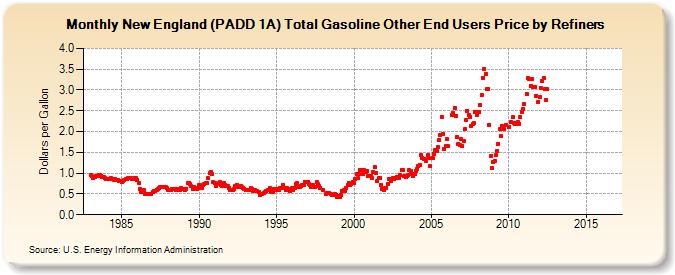 Monthly New England (PADD 1A) Total Gasoline Other End Users Price by Refiners
Dollars per Gallon
4.0
3.5
3.0
2.5
2.0
1.5
1.0
0.5
0.0
1985 1990 1995 2000 2005 2010 2015
Source: U.S. Energy Information Administration